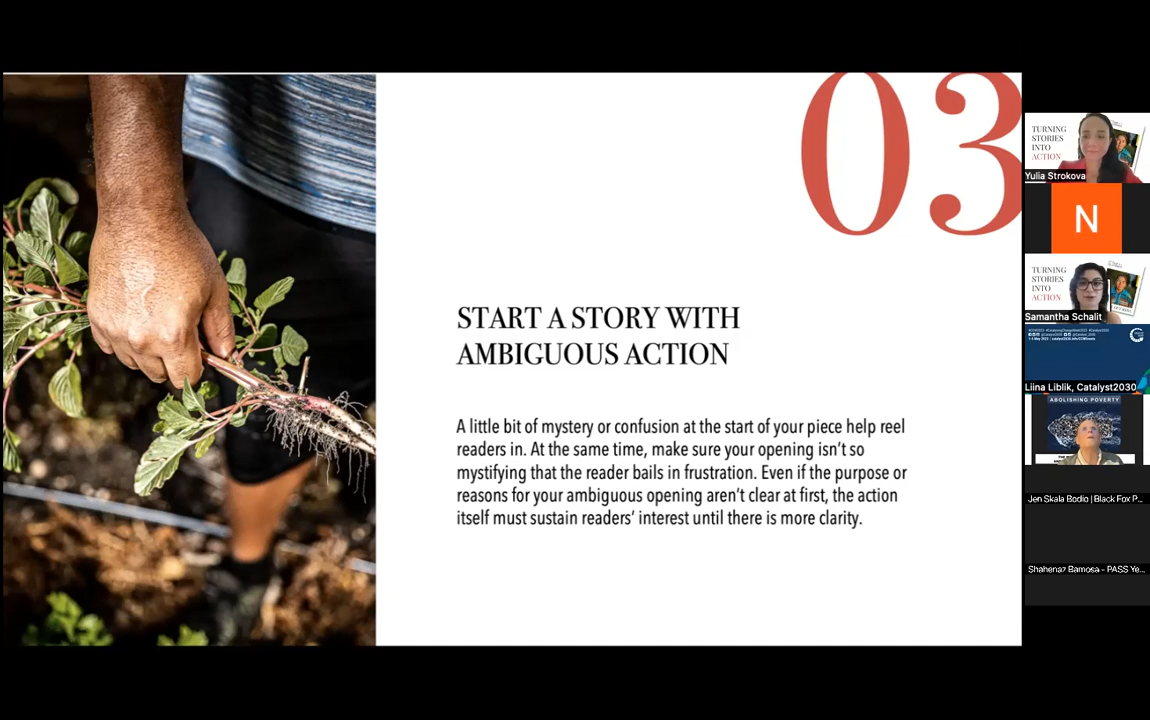 03
START A STORY WITH
AMBIGUOUS ACTION
A little bit of mystery or confusion at the start of your piece help reel
readers in. At the same time, make sure your opening isn't so
mystifying that the reader bails in frustration. Even if the purpose or
reasons for your ambiguous opening aren't clear at first, the action
itself must sustain readers' interest until there is more clarity.
TURNING
STORIES
INTO
ACTION
Yulia Strokova
N
TURNING
STORIES
INTO
ACTION
Samantha Schalit
Liina Liblik, Catalyst2030
ABOLISHING POVERTY
Jen Skala Bodio | Black Fox P...
Shahenaz Bamosa - PASS Ye...